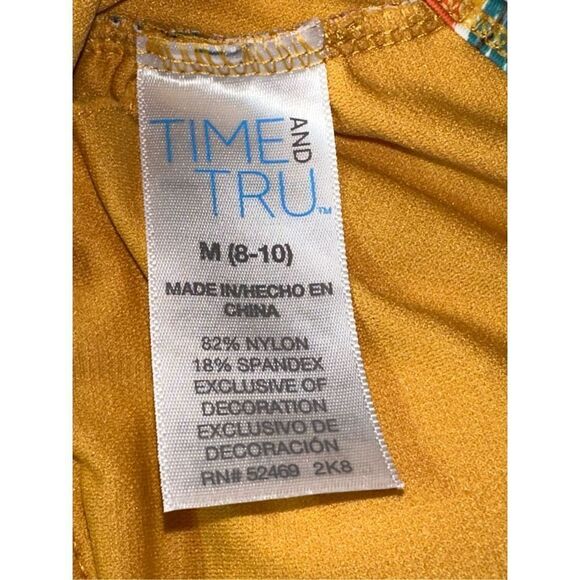 TIME AND
TRU™
M (8-10)
MADE IN/HECHO EN
CHINA
82% NYLON
18% SPANDEX
EXCLUSIVE OF
DECORATION
EXCLUSIVO DE
DECORACIÓN
RN# 52469 2K8